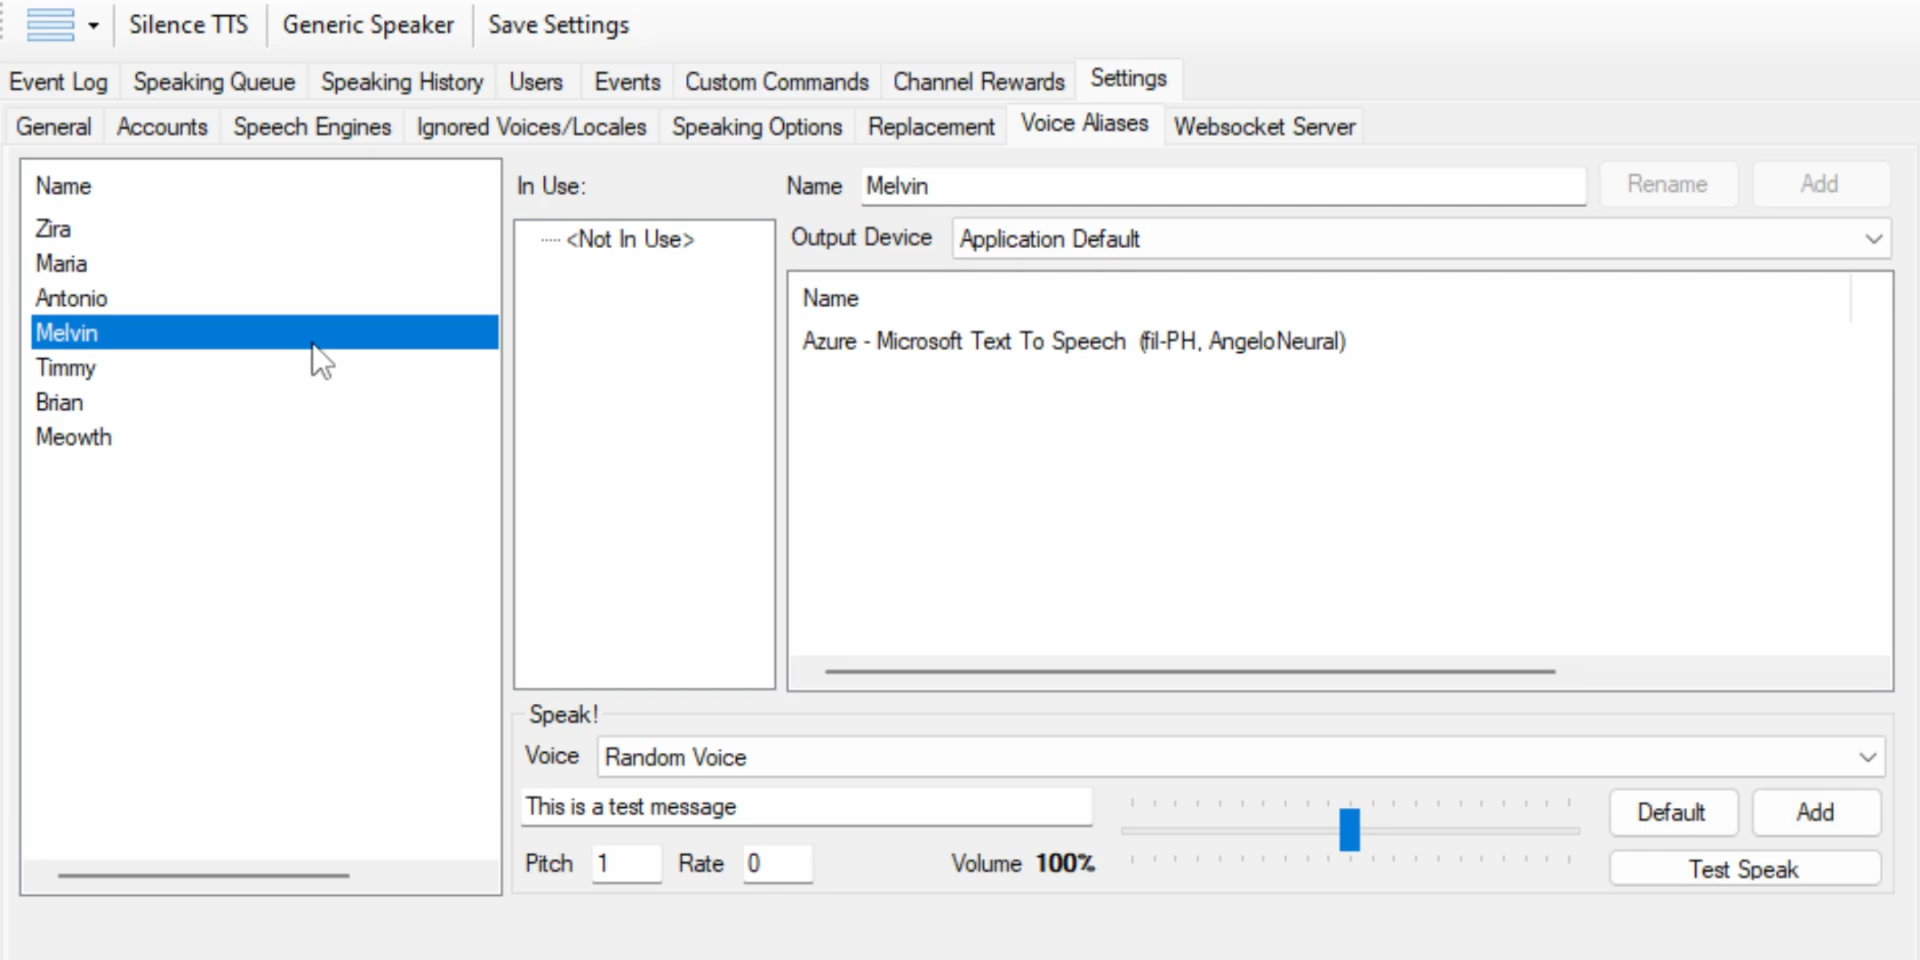 Silence TTS Generic Speaker Save Settings
Event Log Speaking Queue Speaking History Users Events Custom Commands Channel Rewards Settings
General Accounts Speech Engines Ignored Voices/Locales Speaking Options Replacement Voice Aliases Websocket Server
Name
Zira
Maria
Antonio
Melvin
Timmy
Brian
Meowth
In Use:
<Not In Use>
Name Melvin Rename Add
Output Device Application Default
Name
Azure - Microsoft Text To Speech (fil-PH, AngeloNeural)
Speak!
Voice Random Voice
This is a test message
Default Add
Pitch 1 Rate 0 Volume 100%
Test Speak